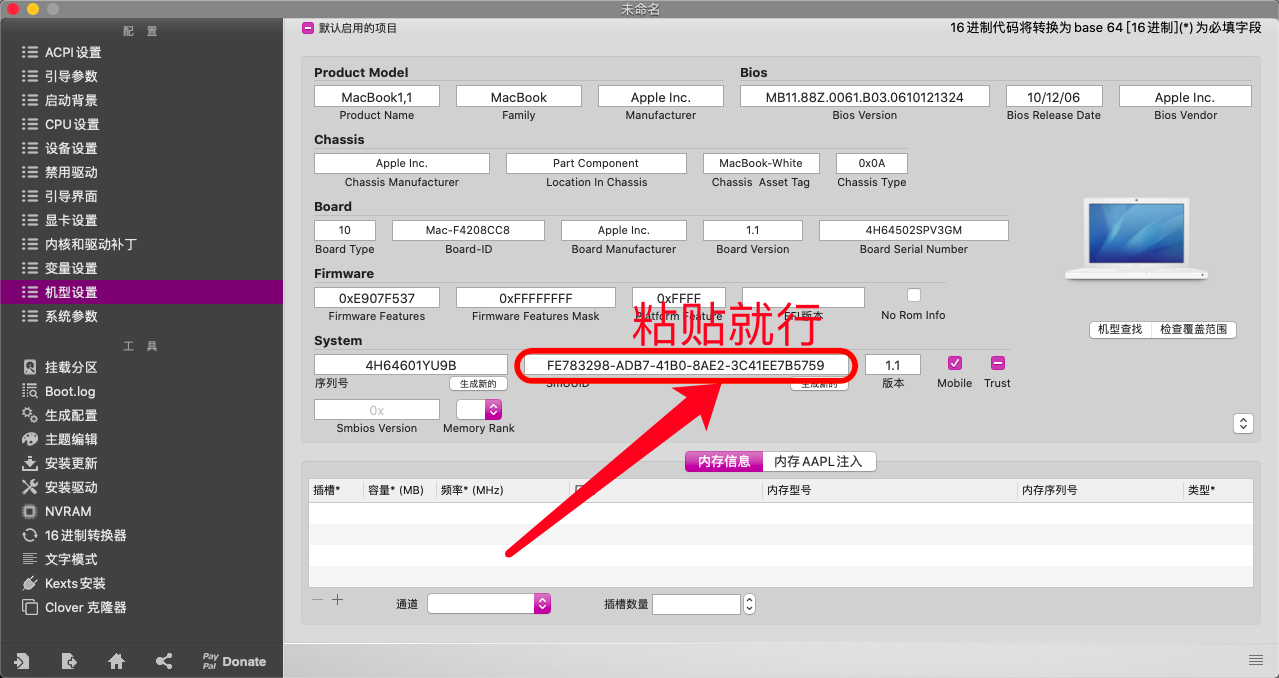 未命名
配 置
ACPI 设置
引导参数
启动背景
CPU 设置
设备设置
禁用驱动
引导界面
显卡设置
内核和驱动补丁
变量设置
机型设置
系统参数
工 具
挂载分区
Boot.log
生成配置
主题编辑
安装更新
安装驱动
NVRAM
16 进制转换器
文字模式
Kexts 安装
Clover 克隆器
Pay Pal Donate
默认启用的项目
16 进制代码将转换为 base 64 [16 进制](*) 为必填字段
Product Model
Bios
MacBook1,1 MacBook Apple Inc. MB11.88Z.0061.B03.0610121324 10/12/06 Apple Inc.
Product Name Family Manufacturer Bios Version Bios Release Date Bios Vendor
Chassis
Apple Inc. Part Component MacBook-White 0x0A
Chassis Manufacturer Location In Chassis Chassis Asset Tag Chassis Type
Board
10 Mac-F4208CC8 Apple Inc. 1.1 4H64502SPV3GM
Board Type Board-ID Board Manufacturer Board Version Board Serial Number
Firmware
0xE907F537 0xFFFFFFFF 0xFFFF
Firmware Features Firmware Features Mask Platform Feature EFI版本 No Rom Info
粘贴就行
机型查找 检查覆盖范围
System
4H64601YU9B FE783298-ADB7-41B0-8AE2-3C41EE7B5759 1.1
序列号 生成新的 SmUUID 生成新的 版本 Mobile Trust
0x
Smbios Version Memory Rank
内存信息 内存 AAPL 注入
插槽* 容量* (MB) 频率* (MHz) 内存型号 内存序列号 类型*
通道 插槽数量